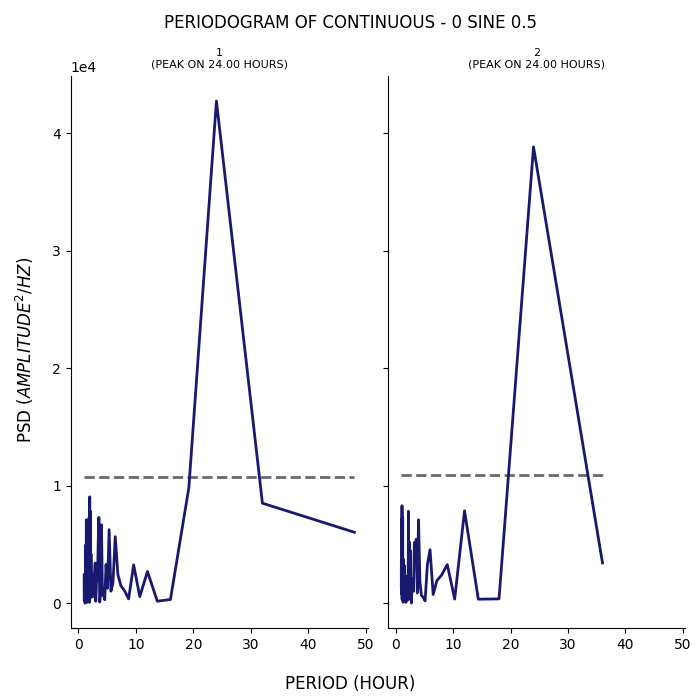 PERIODOGRAM OF CONTINUOUS - 0 SINE 0.5
1
(PEAK ON 24.00 HOURS)
2
(PEAK ON 24.00 HOURS)
1e4
4
3
2
1
0
PSD (AMPLITUDE²/HZ)
0 10 20 30 40 50
0 10 20 30 40 50
PERIOD (HOUR)